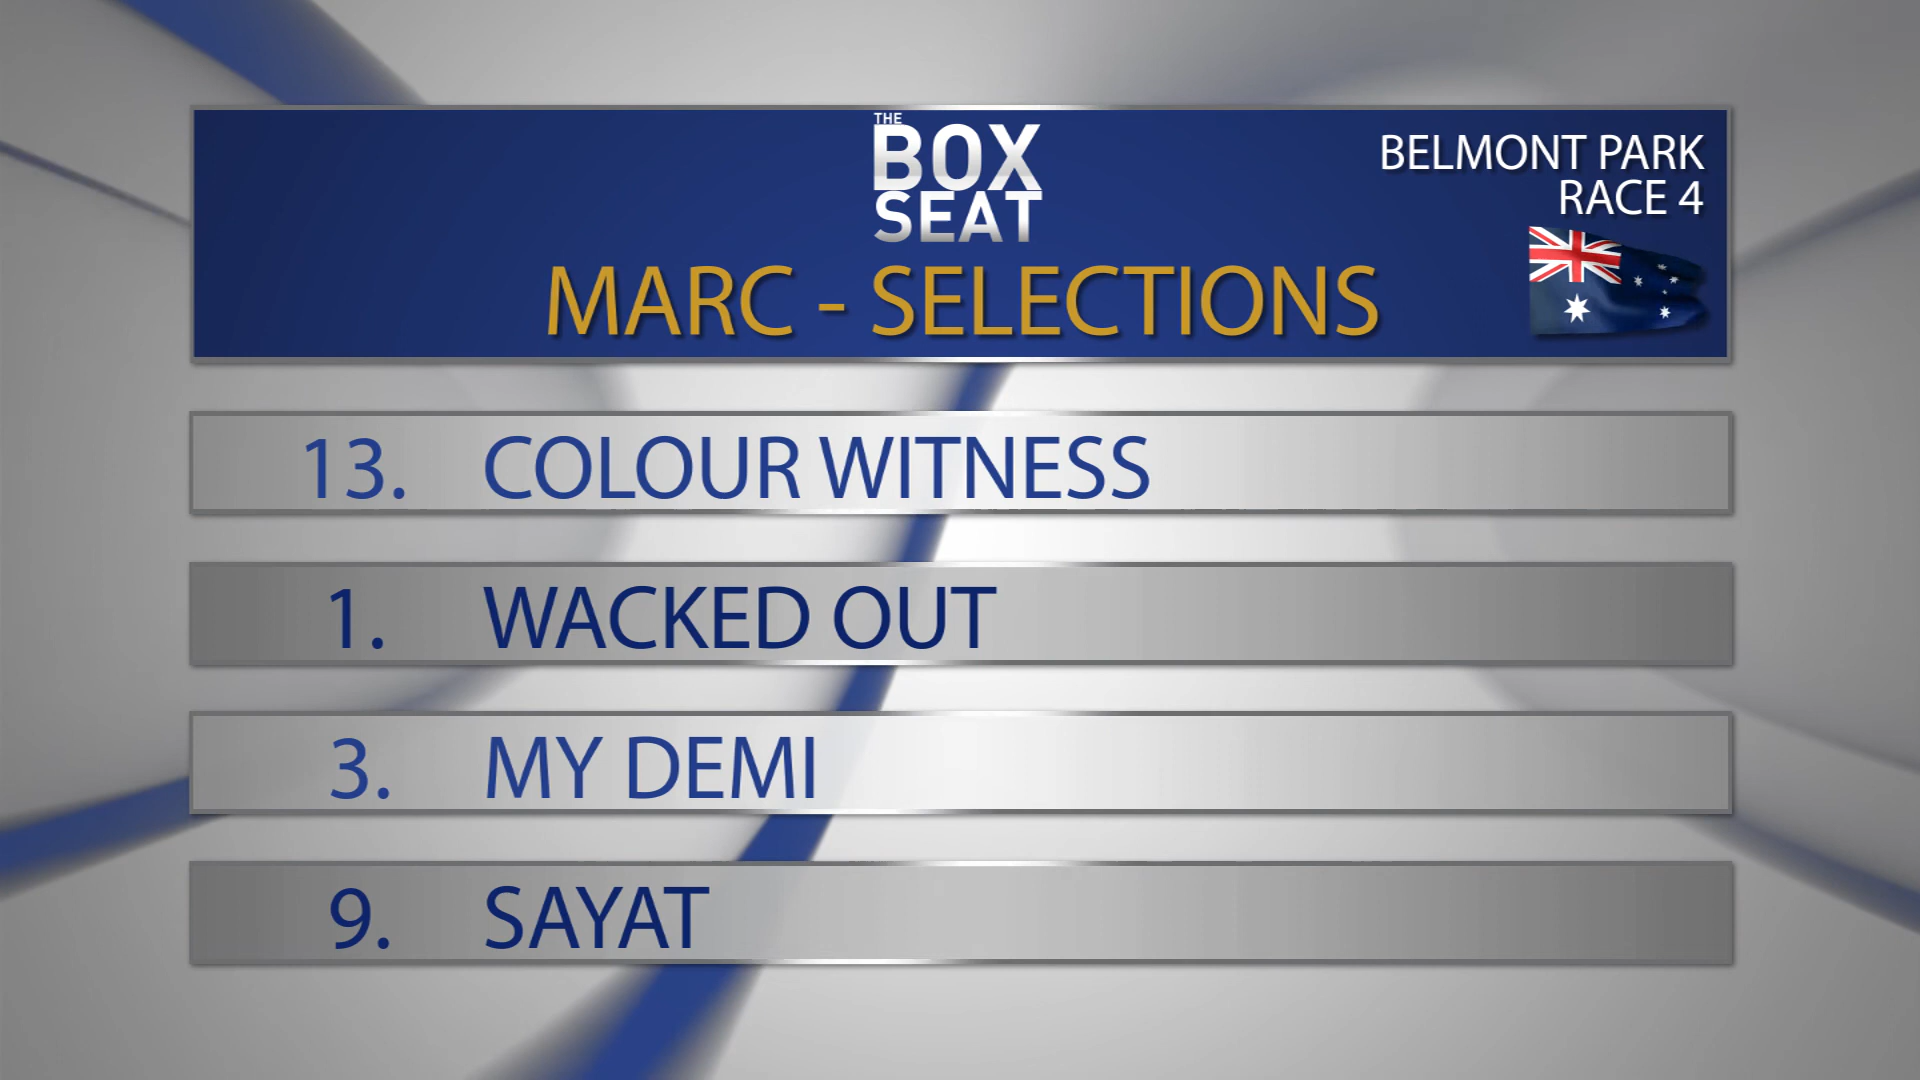 THE
BOX
SEAT
BELMONT PARK
RACE 4
MARC - SELECTIONS
13. COLOUR WITNESS
1. WACKED OUT
3. MY DEMI
9. SAYAT